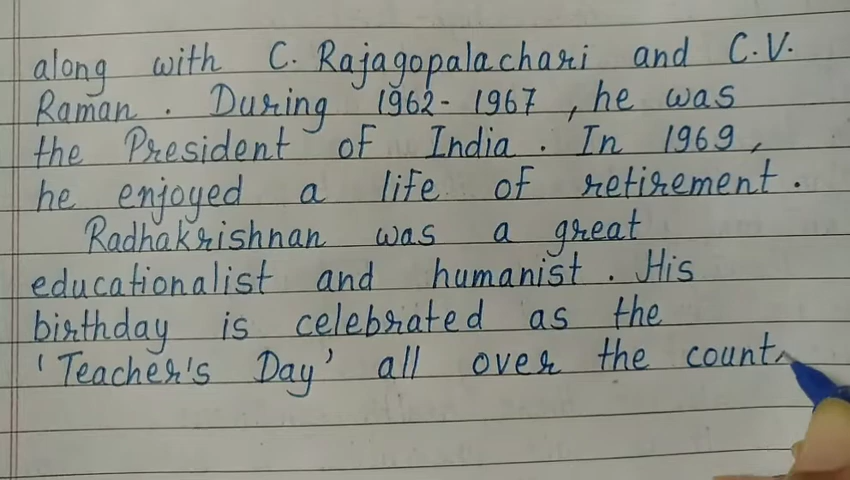 along with C. Rajagopalachari and C.V.
Raman. During 1962-1967, he was
the President of India. In 1969,
he enjoyed a life of retirement.
Radhakrishnan was a great
educationalist and humanist. His
birthday is celebrated as the
'Teacher's Day' all over the count